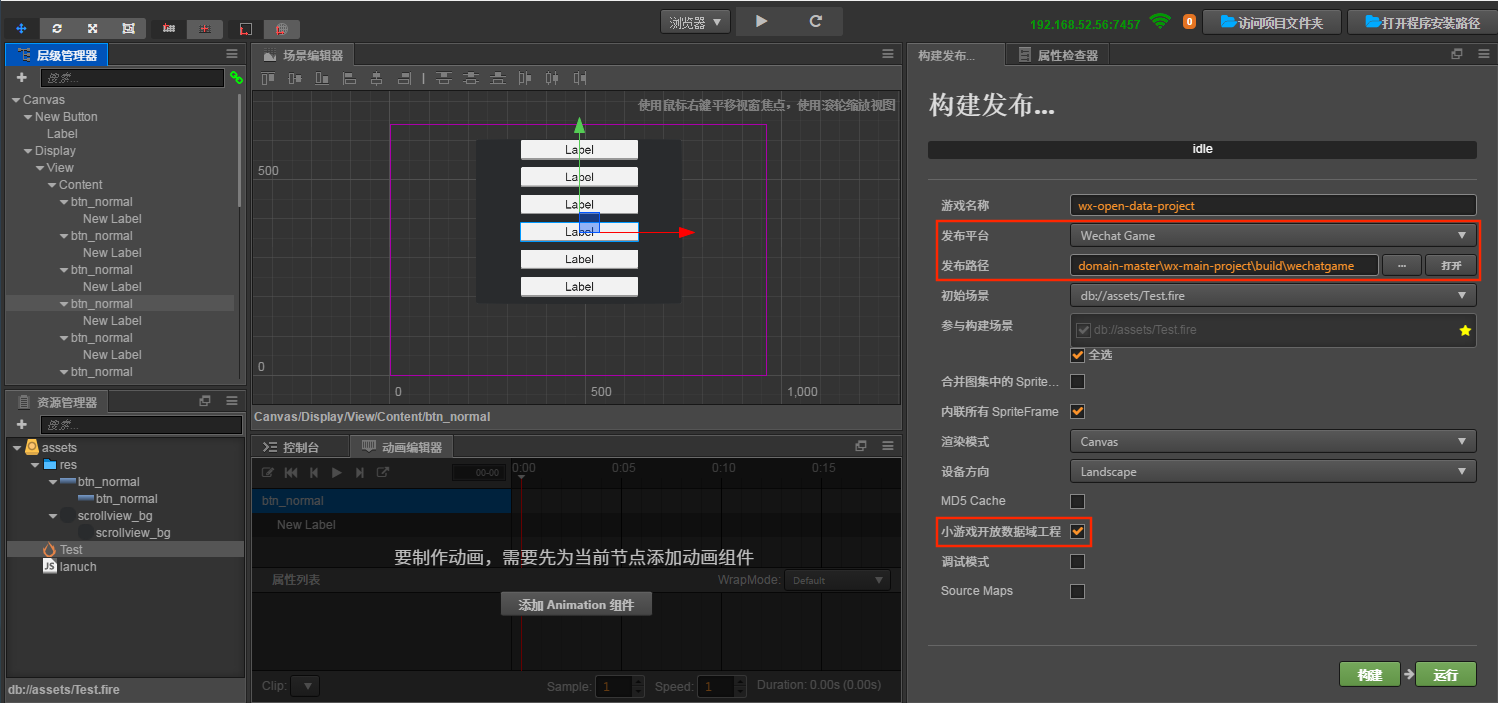 浏览器
192.168.52.56:7457
0
访问项目文件夹
打开程序安装路径
层级管理器
搜索...
Canvas
New Button
Label
Display
View
Content
btn_normal
New Label
btn_normal
New Label
btn_normal
New Label
btn_normal
New Label
btn_normal
New Label
btn_normal
资源管理器
搜索...
assets
res
btn_normal
btn_normal
scrollview_bg
scrollview_bg
Test
JS lanuch
db://assets/Test.fire
场景编辑器
使用鼠标右键平移视窗焦点，使用滚轮缩放视图
Label
Label
Label
Label
Label
Label
500
0
0
500
1,000
Canvas/Display/View/Content/btn_normal
控制台
动画编辑器
00-00
0:00
0:05
0:10
0:15
btn_normal
New Label
要制作动画，需要先为当前节点添加动画组件
属性列表
WrapMode:
Default
添加 Animation 组件
Clip:
Sample:
1
Speed:
1
Duration: 0.00s (0.00s)
构建发布...
属性检查器
构建发布...
idle
游戏名称
wx-open-data-project
发布平台
Wechat Game
发布路径
domain-master\wx-main-project\build\wechatgame
...
打开
初始场景
db://assets/Test.fire
参与构建场景
db://assets/Test.fire
全选
合并图集中的 Sprite...
内联所有 SpriteFrame
渲染模式
Canvas
设备方向
Landscape
MD5 Cache
小游戏开放数据域工程
调试模式
Source Maps
构建
运行